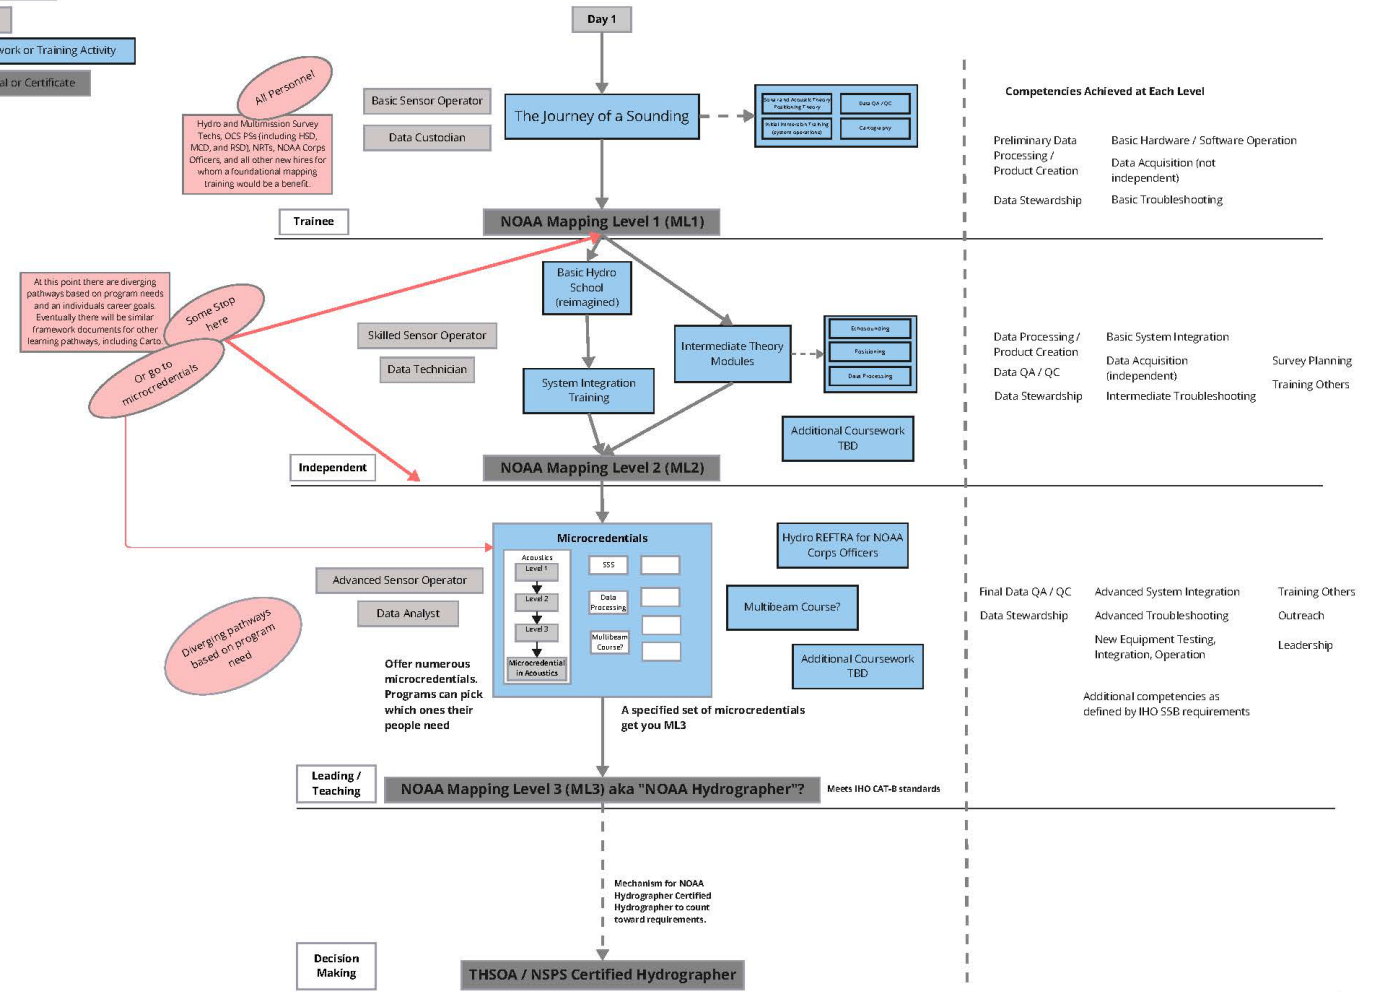 Day 1
work or Training Activity
al or Certificate
All Personnel
Hydro and Multimission Survey
Techs, OCS PSs (including HSD,
MCD, and RSD), NRTs, NOAA Corps
Officers, and all other new hires for
whom a foundational mapping
training would be a benefit.
Basic Sensor Operator
Data Custodian
The Journey of a Sounding
Sonar and Acoustic Theory
Positioning Theory
Data QA / QC
Initial Immersion Training
(system operations)
Cartography
Competencies Achieved at Each Level
Preliminary Data
Processing /
Product Creation
Data Stewardship
Basic Hardware / Software Operation
Data Acquisition (not
independent)
Basic Troubleshooting
Trainee
NOAA Mapping Level 1 (ML1)
At this point there are diverging
pathways based on program needs
and an individuals career goals.
Eventually there will be similar
framework documents for other
learning pathways, including Carto.
Some Stop
here
Or go to
microcredentials
Skilled Sensor Operator
Data Technician
Basic Hydro
School
(reimagined)
System Integration
Training
Intermediate Theory
Modules
Echosounding
Positioning
Data Processing
Additional Coursework
TBD
Data Processing /
Product Creation
Data QA / QC
Data Stewardship
Basic System Integration
Data Acquisition
(independent)
Intermediate Troubleshooting
Survey Planning
Training Others
Independent
NOAA Mapping Level 2 (ML2)
Microcredentials
Acoustics
Level 1
Level 2
Level 3
Microcredential
in Acoustics
SSS
Data
Processing
Multibeam
Course?
Advanced Sensor Operator
Data Analyst
Diverging pathways
based on program
need
Offer numerous
microcredentials.
Programs can pick
which ones their
people need
A specified set of microcredentials
get you ML3
Hydro REFTRA for NOAA
Corps Officers
Multibeam Course?
Additional Coursework
TBD
Final Data QA / QC
Data Stewardship
Advanced System Integration
Advanced Troubleshooting
New Equipment Testing,
Integration, Operation
Training Others
Outreach
Leadership
Additional competencies as
defined by IHO SSB requirements
Leading /
Teaching
NOAA Mapping Level 3 (ML3) aka "NOAA Hydrographer"?
Meets IHO CAT-B standards
Mechanism for NOAA
Hydrographer Certified
Hydrographer to count
toward requirements.
Decision
Making
THSOA / NSPS Certified Hydrographer